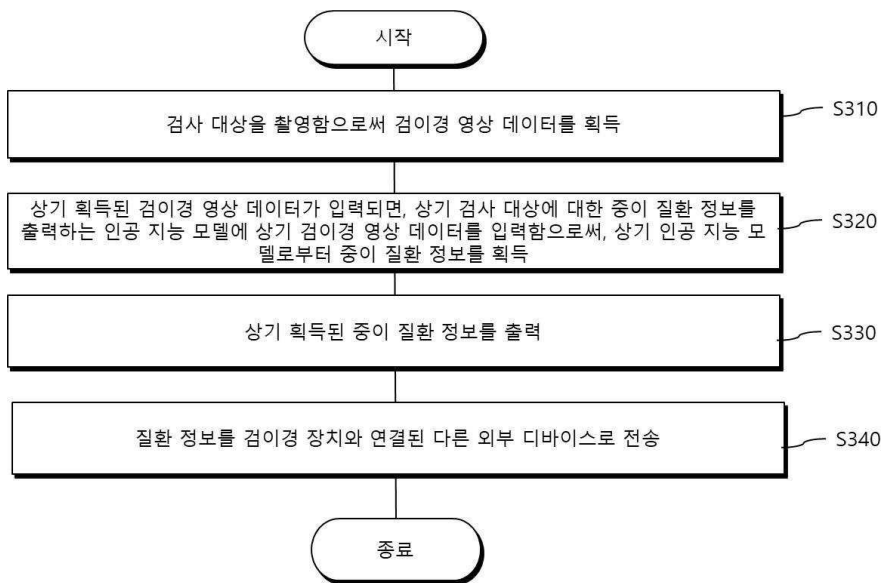 시작
검사 대상을 촬영함으로써 검이경 영상 데이터를 획득
S310
상기 획득된 검이경 영상 데이터가 입력되면, 상기 검사 대상에 대한 중이 질환 정보를
출력하는 인공 지능 모델에 상기 검이경 영상 데이터를 입력함으로써, 상기 인공 지능 모
델로부터 중이 질환 정보를 획득
S320
상기 획득된 중이 질환 정보를 출력
S330
질환 정보를 검이경 장치와 연결된 다른 외부 디바이스로 전송
S340
종료